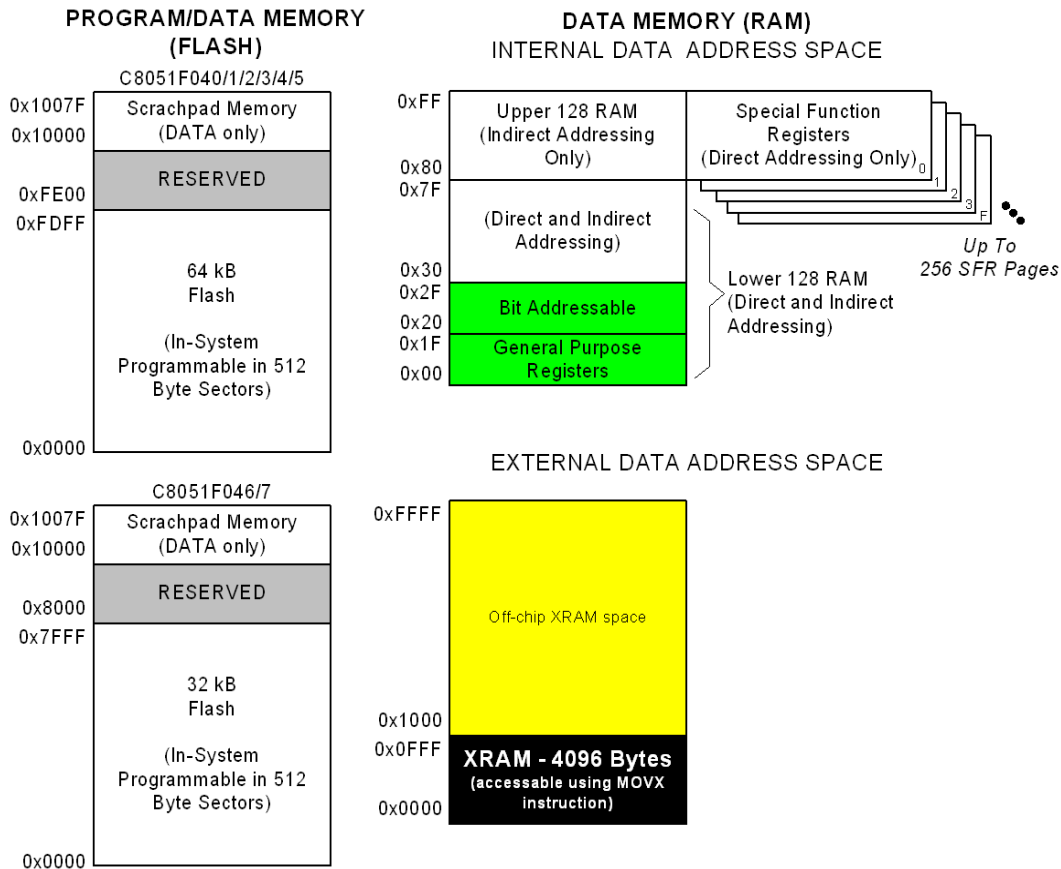 PROGRAM/DATA MEMORY
(FLASH)
C8051F040/1/2/3/4/5
0x1007F
0x10000
Scrachpad Memory
(DATA only)
RESERVED
0xFE00
0xFDFF
64 kB
Flash
(In-System
Programmable in 512
Byte Sectors)
0x0000
C8051F046/7
0x1007F
0x10000
Scrachpad Memory
(DATA only)
RESERVED
0x8000
0x7FFF
32 kB
Flash
(In-System
Programmable in 512
Byte Sectors)
0x0000
DATA MEMORY (RAM)
INTERNAL DATA ADDRESS SPACE
0xFF
Upper 128 RAM
(Indirect Addressing
Only)
0x80
Special Function
Registers
(Direct Addressing Only)
0
1
2
3
F
Up To
256 SFR Pages
0x7F
(Direct and Indirect
Addressing)
0x30
0x2F
Bit Addressable
0x20
0x1F
General Purpose
Registers
0x00
Lower 128 RAM
(Direct and Indirect
Addressing)
EXTERNAL DATA ADDRESS SPACE
0xFFFF
Off-chip XRAM space
0x1000
0x0FFF
XRAM - 4096 Bytes
(accessable using MOVX
instruction)
0x0000